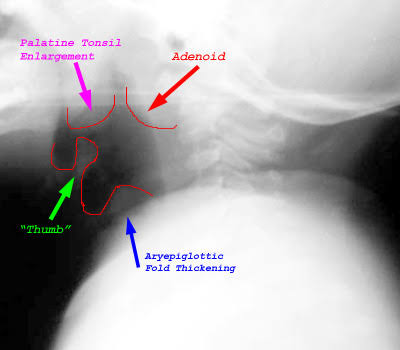 Palatine Tonsil
Enlargement
Adenoid
"Thumb"
Aryepiglottic
Fold Thickening